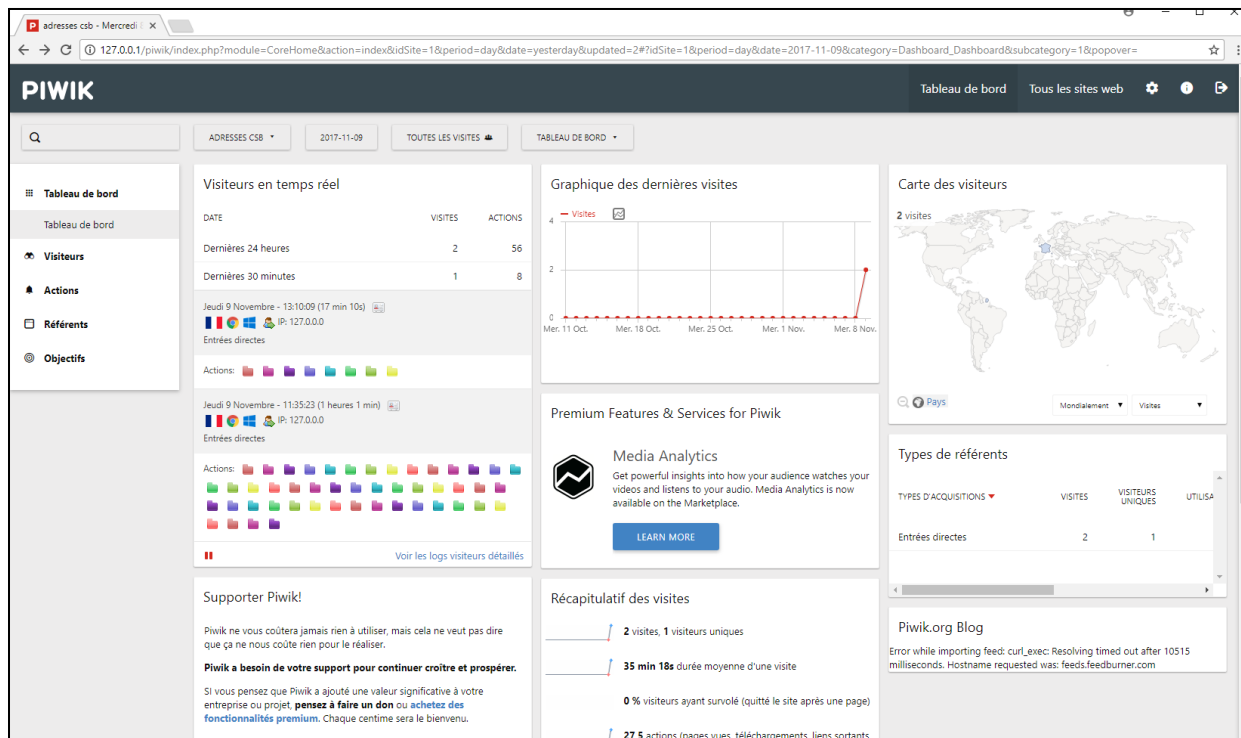 adresses csb - Mercredi
127.0.0.1/piwik/index.php?module=CoreHome&action=index&idSite=1&period=day&date=yesterday&updated=2#?idSite=1&period=day&date=2017-11-09&category=Dashboard_Dashboard&subcategory=1&popover=
PIWIK
Tableau de bord Tous les sites web
ADRESSES CSB 2017-11-09 TOUTES LES VISITES TABLEAU DE BORD
Tableau de bord
Tableau de bord
Visiteurs
Actions
Référents
Objectifs
Visiteurs en temps réel
DATE VISITES ACTIONS
Dernières 24 heures 2 56
Dernières 30 minutes 1 8
Jeudi 9 Novembre - 13:10:09 (17 min 10s)
IP: 127.0.0.0
Entrées directes
Actions:
Jeudi 9 Novembre - 11:35:23 (1 heures 1 min)
IP: 127.0.0.0
Entrées directes
Actions:
Voir les logs visiteurs détaillés
Supporter Piwik!
Piwik ne vous coûtera jamais rien à utiliser, mais cela ne veut pas dire
que ça ne nous coûte rien pour le réaliser.
Piwik a besoin de votre support pour continuer croître et prospérer.
SI vous pensez que Piwik a ajouté une valeur significative à votre
entreprise ou projet, pensez à faire un don ou achetez des
fonctionnalités premium. Chaque centime sera le bienvenu.
Graphique des dernières visites
Visites
4
2
0
Mer. 11 Oct. Mer. 18 Oct. Mer. 25 Oct. Mer. 1 Nov. Mer. 8 Nov.
Premium Features & Services for Piwik
Media Analytics
Get powerful insights into how your audience watches your
videos and listens to your audio. Media Analytics is now
available on the Marketplace.
LEARN MORE
Récapitulatif des visites
2 visites, 1 visiteurs uniques
35 min 18s durée moyenne d'une visite
0 % visiteurs ayant survolé (quitté le site après une page)
27,5 actions (pages vues, téléchargements, liens sortants
Carte des visiteurs
2 visites
Pays
Mondialement Visites
Types de référents
TYPES D'ACQUISITIONS VISITES VISITEURS UNIQUES UTILISA
Entrées directes 2 1
Piwik.org Blog
Error while importing feed: curl_exec: Resolving timed out after 10515
milliseconds. Hostname requested was: feeds.feedburner.com